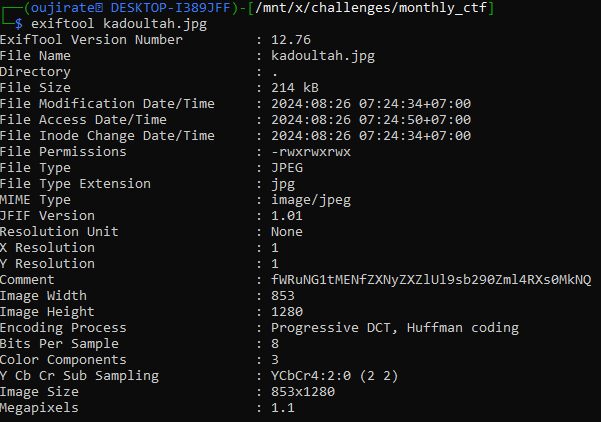 ┌──(oujirate DESKTOP-I389JFF)-[/mnt/x/challenges/monthly_ctf]
└─$ exiftool kadoultah.jpg
ExifTool Version Number         : 12.76
File Name                       : kadoultah.jpg
Directory                       : .
File Size                       : 214 kB
File Modification Date/Time     : 2024:08:26 07:24:34+07:00
File Access Date/Time           : 2024:08:26 07:24:50+07:00
File Inode Change Date/Time     : 2024:08:26 07:24:34+07:00
File Permissions                : -rwxrwxrwx
File Type                       : JPEG
File Type Extension             : jpg
MIME Type                       : image/jpeg
JFIF Version                    : 1.01
Resolution Unit                 : None
X Resolution                    : 1
Y Resolution                    : 1
Comment                         : fWRuNG1tMENfZXNyZXZlUl9sb290Zml4RXs0MkNQ
Image Width                     : 853
Image Height                    : 1280
Encoding Process                : Progressive DCT, Huffman coding
Bits Per Sample                 : 8
Color Components                : 3
Y Cb Cr Sub Sampling            : YCbCr4:2:0 (2 2)
Image Size                      : 853x1280
Megapixels                      : 1.1